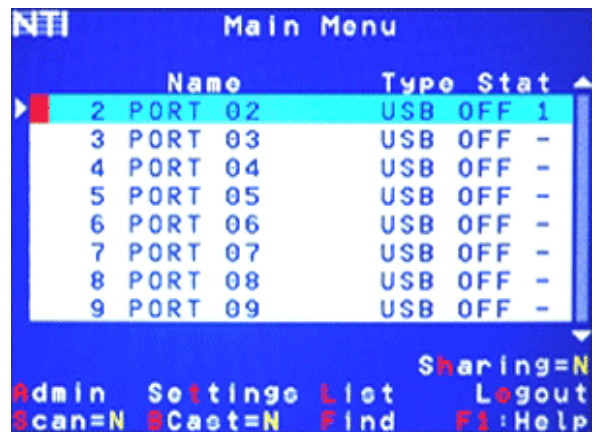 NTI Main Menu
Name Type Stat
2 PORT 02 USB OFF 1
3 PORT 03 USB OFF -
4 PORT 04 USB OFF -
5 PORT 05 USB OFF -
6 PORT 06 USB OFF -
7 PORT 07 USB OFF -
8 PORT 08 USB OFF -
9 PORT 09 USB OFF -
Sharing=N
Admin Settings List Logout
Scan=N BCast=N Find F1:Help